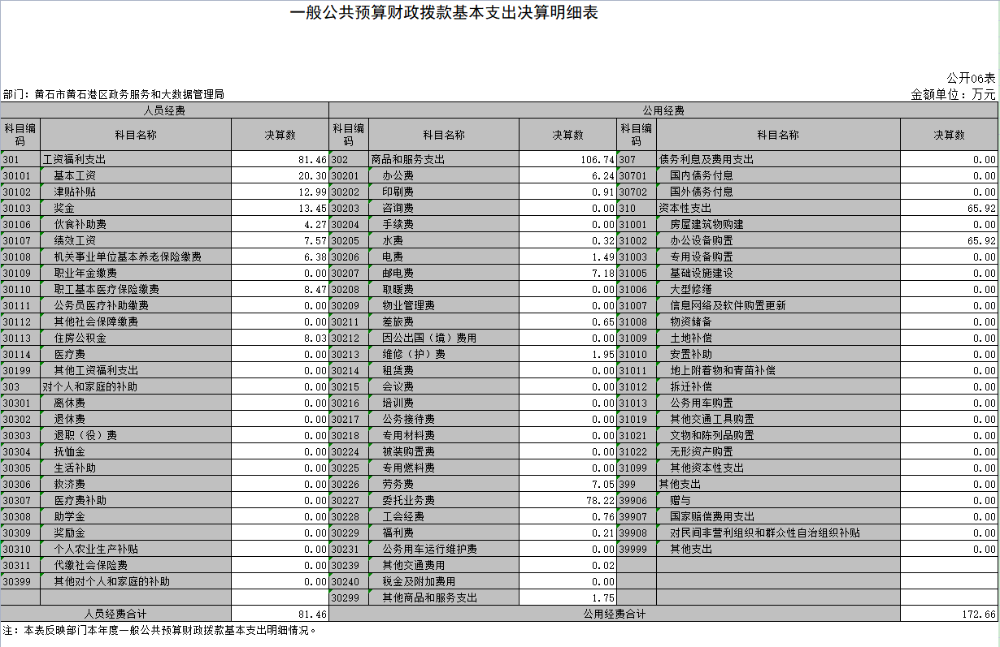 一般公共预算财政拨款基本支出决算明细表
公开06表
部门：黄石市黄石港区政务服务和大数据管理局 金额单位：万元
人员经费 公用经费
科目编码 科目名称 决算数 科目编码 科目名称 决算数 科目编码 科目名称 决算数
301 工资福利支出 81.46 302 商品和服务支出 106.74 307 债务利息及费用支出 0.00
30101 基本工资 20.30 30201 办公费 6.24 30701 国内债务付息 0.00
30102 津贴补贴 12.99 30202 印刷费 0.91 30702 国外债务付息 0.00
30103 奖金 13.45 30203 咨询费 0.00 310 资本性支出 65.92
30106 伙食补助费 4.27 30204 手续费 0.00 31001 房屋建筑物购建 0.00
30107 绩效工资 7.57 30205 水费 0.32 31002 办公设备购置 65.92
30108 机关事业单位基本养老保险缴费 6.38 30206 电费 1.49 31003 专用设备购置 0.00
30109 职业年金缴费 0.00 30207 邮电费 7.18 31005 基础设施建设 0.00
30110 职工基本医疗保险缴费 8.47 30208 取暖费 0.00 31006 大型修缮 0.00
30111 公务员医疗补助缴费 0.00 30209 物业管理费 0.00 31007 信息网络及软件购置更新 0.00
30112 其他社会保障缴费 0.00 30211 差旅费 0.65 31008 物资储备 0.00
30113 住房公积金 8.03 30212 因公出国（境）费用 0.00 31009 土地补偿 0.00
30114 医疗费 0.00 30213 维修（护）费 1.95 31010 安置补助 0.00
30199 其他工资福利支出 0.00 30214 租赁费 0.00 31011 地上附着物和青苗补偿 0.00
303 对个人和家庭的补助 0.00 30215 会议费 0.00 31012 拆迁补偿 0.00
30301 离休费 0.00 30216 培训费 0.00 31013 公务用车购置 0.00
30302 退休费 0.00 30217 公务接待费 0.00 31019 其他交通工具购置 0.00
30303 退职（役）费 0.00 30218 专用材料费 0.00 31021 文物和陈列品购置 0.00
30304 抚恤金 0.00 30224 被装购置费 0.00 31022 无形资产购置 0.00
30305 生活补助 0.00 30225 专用燃料费 0.00 31099 其他资本性支出 0.00
30306 救济费 0.00 30226 劳务费 7.05 399 其他支出 0.00
30307 医疗费补助 0.00 30227 委托业务费 78.22 39906 赠与 0.00
30308 助学金 0.00 30228 工会经费 0.76 39907 国家赔偿费用支出 0.00
30309 奖励金 0.00 30229 福利费 0.21 39908 对民间非营利组织和群众性自治组织补贴 0.00
30310 个人农业生产补贴 0.00 30231 公务用车运行维护费 0.00 39999 其他支出 0.00
30311 代缴社会保险费 0.00 30239 其他交通费用 0.02
30399 其他对个人和家庭的补助 0.00 30240 税金及附加费用 0.00
30299 其他商品和服务支出 1.75
人员经费合计 81.46 公用经费合计 172.66
注：本表反映部门本年度一般公共预算财政拨款基本支出明细情况。